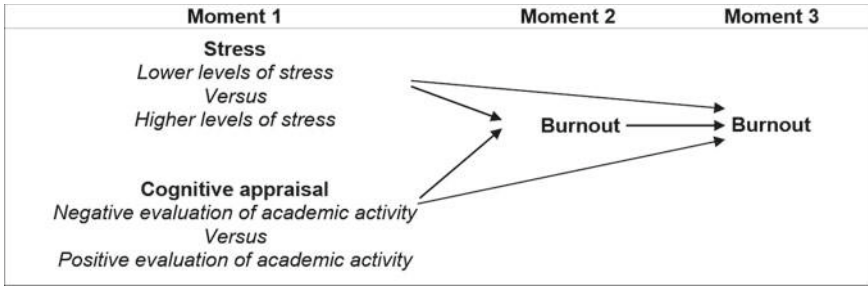 Moment 1 Moment 2 Moment 3
Stress
Lower levels of stress
Versus
Higher levels of stress
Burnout Burnout
Cognitive appraisal
Negative evaluation of academic activity
Versus
Positive evaluation of academic activity